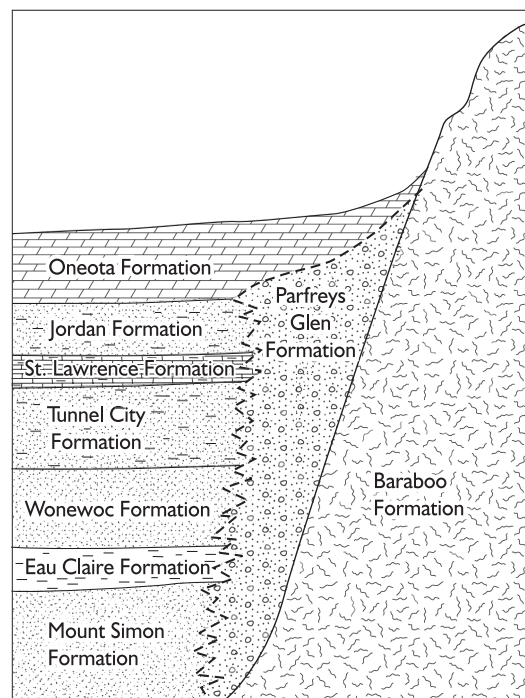 Oneota Formation
Parfreys
Glen
Formation
Jordan Formation
St. Lawrence Formation
Tunnel City
Formation
Baraboo
Formation
Wonewoc Formation
Eau Claire Formation
Mount Simon
Formation